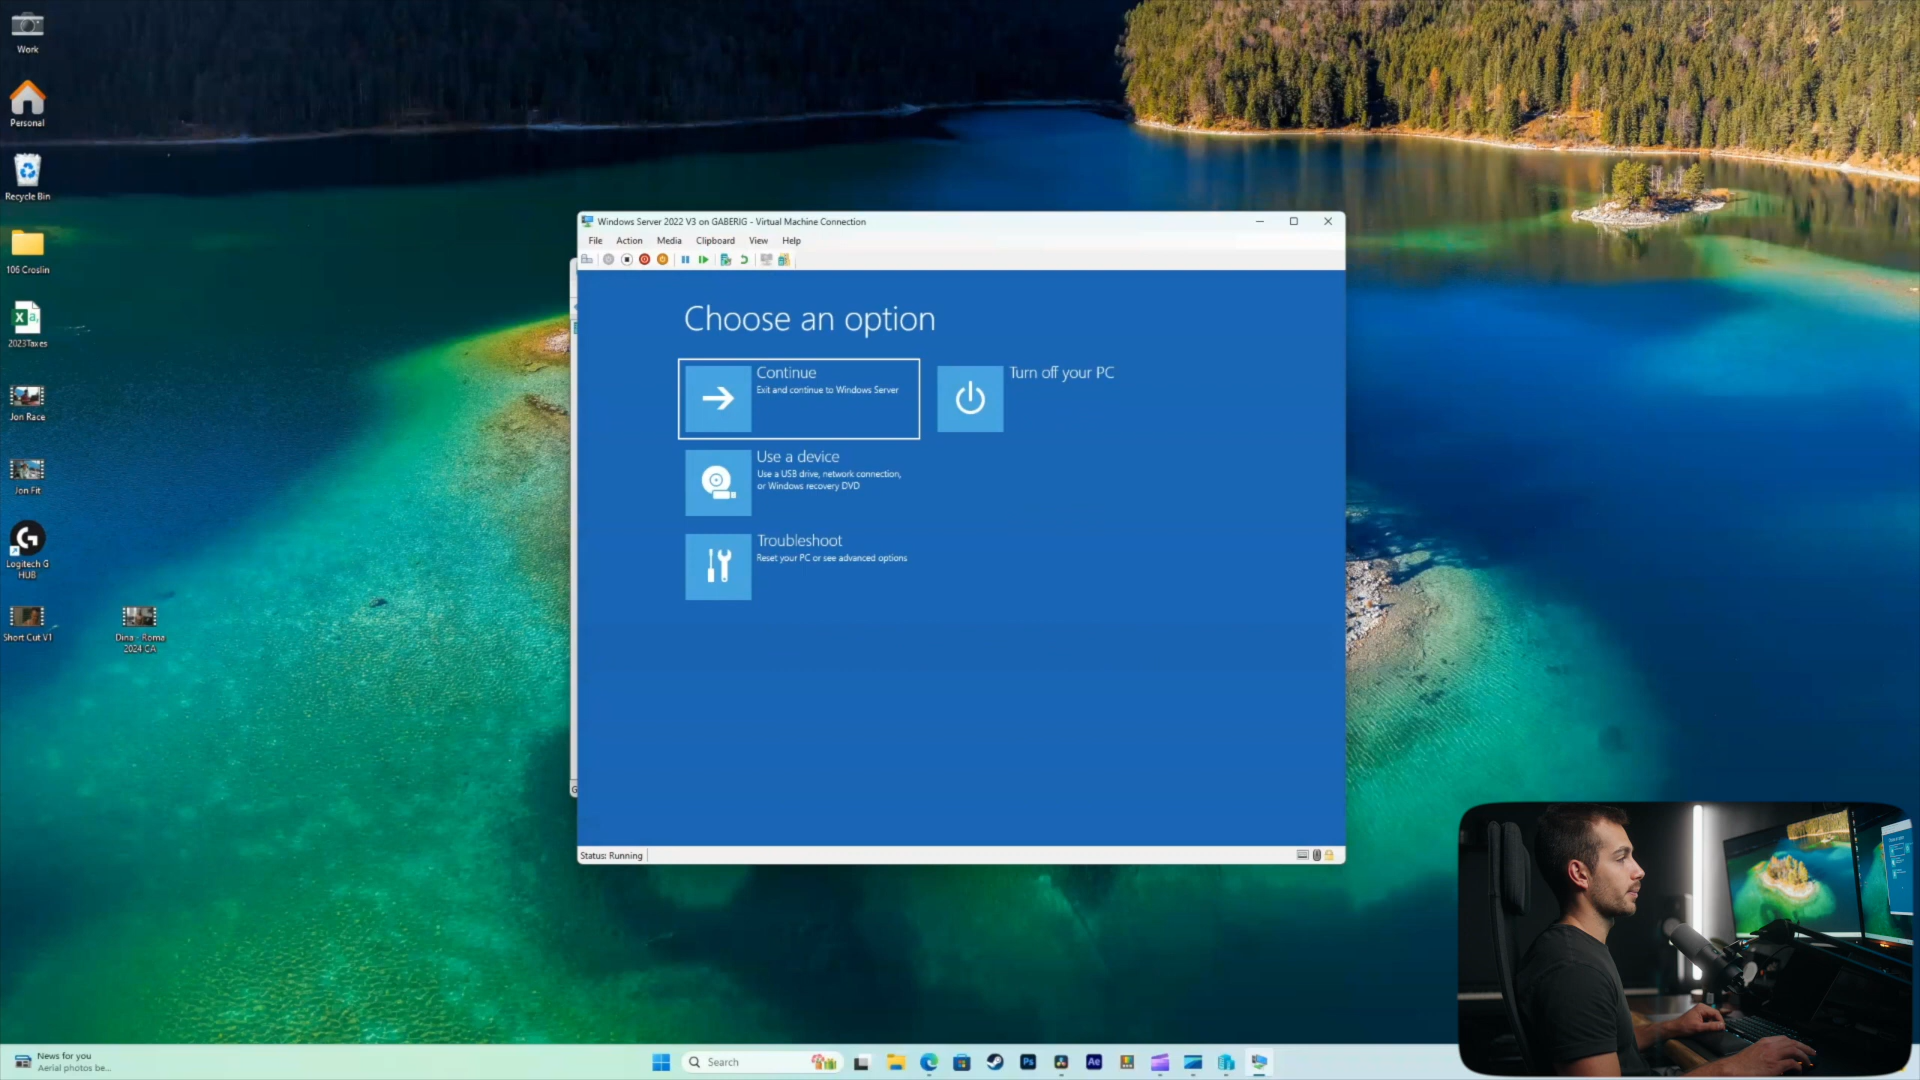 Work
Personal
Recycle Bin
106 Croslin
2023Taxes
Jon Race
Jon Fit
Logitech G
HUB
Short Cut V1
Dina - Roma
2024 CA
Windows Server 2022 V3 on GABERIG - Virtual Machine Connection
File Action Media Clipboard View Help
Choose an option
Continue
Exit and continue to Windows Server
Turn off your PC
Use a device
Use a USB drive, network connection,
or Windows recovery DVD
Troubleshoot
Reset your PC or see advanced options
Status: Running
News for you
Aerial photos be...
Search
Ps
Ae